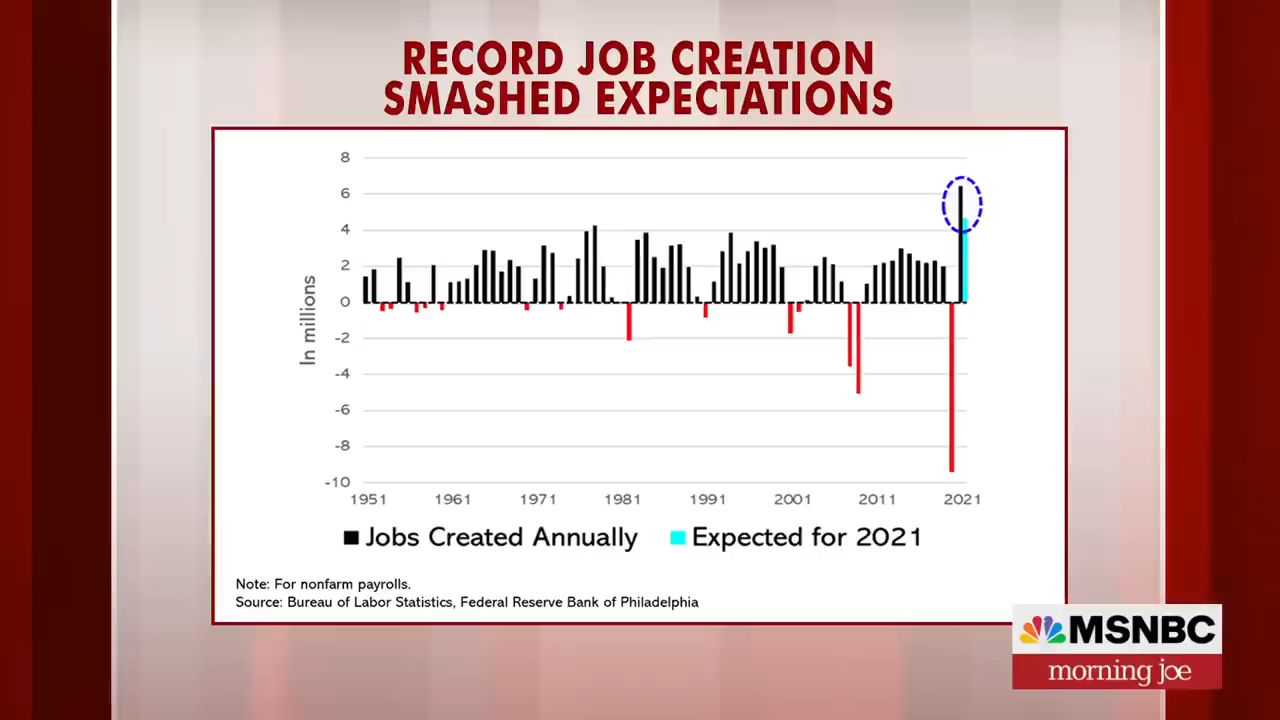 RECORD JOB CREATION
SMASHED EXPECTATIONS
8
6
4
2
0
-2
-4
-6
-8
-10
In millions
1951 1961 1971 1981 1991 2001 2011 2021
Jobs Created Annually Expected for 2021
Note: For nonfarm payrolls.
Source: Bureau of Labor Statistics, Federal Reserve Bank of Philadelphia
MSNBC
morning joe